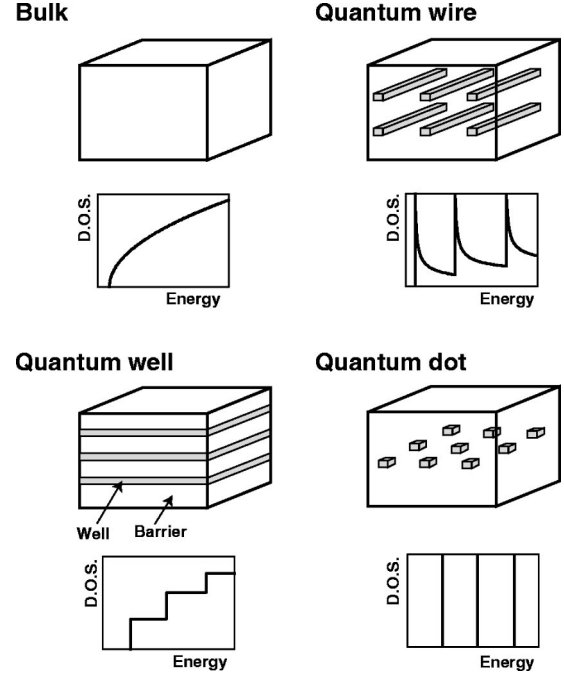 Bulk
D.O.S.
Energy
Quantum wire
D.O.S.
Energy
Quantum well
Well
Barrier
D.O.S.
Energy
Quantum dot
D.O.S.
Energy